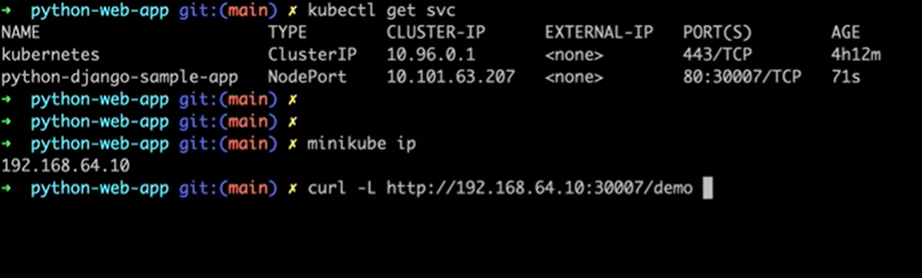 ➜ python-web-app git:(main) ✗ kubectl get svc
NAME TYPE CLUSTER-IP EXTERNAL-IP PORT(S) AGE
kubernetes ClusterIP 10.96.0.1 <none> 443/TCP 4h12m
python-django-sample-app NodePort 10.101.63.207 <none> 80:30007/TCP 71s
➜ python-web-app git:(main) ✗
➜ python-web-app git:(main) ✗
➜ python-web-app git:(main) ✗ minikube ip
192.168.64.10
➜ python-web-app git:(main) ✗ curl -L http://192.168.64.10:30007/demo